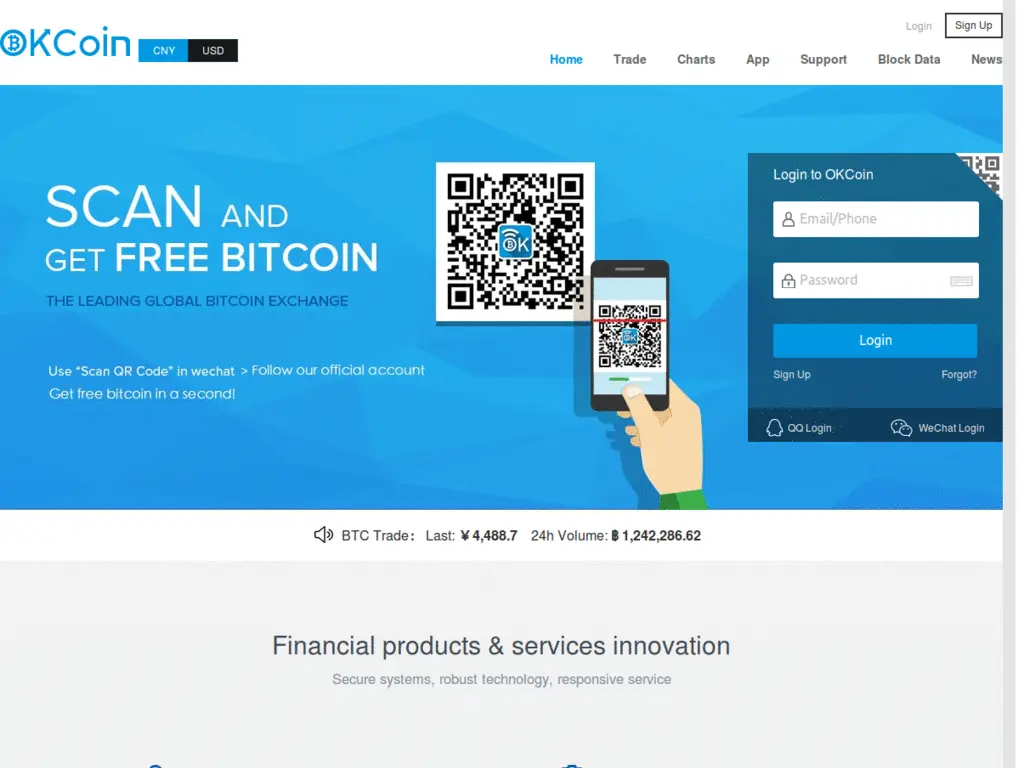 OKCoin
CNY USD
Login Sign Up
Home Trade Charts App Support Block Data News
SCAN AND
GET FREE BITCOIN
THE LEADING GLOBAL BITCOIN EXCHANGE
Use “Scan QR Code” in wechat > Follow our official account
Get free bitcoin in a second!
OK
OK
Login to OKCoin
Email/Phone
Password
Login
Sign Up Forgot?
QQ Login WeChat Login
BTC Trade: Last: ¥ 4,488.7 24h Volume: ฿ 1,242,286.62
Financial products & services innovation
Secure systems, robust technology, responsive service